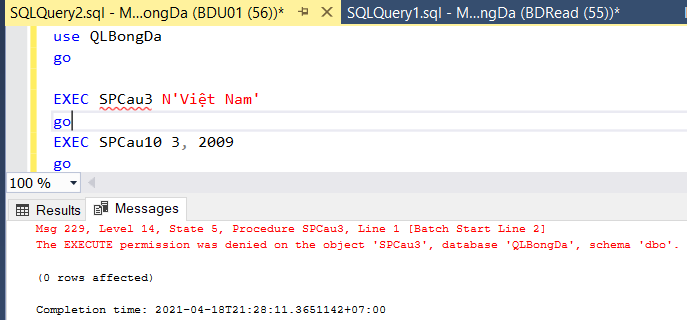 SQLQuery2.sql - M...ongDa (BDU01 (56))* SQLQuery1.sql - M...ngDa (BDRead (55))*
use QLBongDa
go
EXEC SPCau3 N'Việt Nam'
go
EXEC SPCau10 3, 2009
go
100 %
Results Messages
Msg 229, Level 14, State 5, Procedure SPCau3, Line 1 [Batch Start Line 2]
The EXECUTE permission was denied on the object 'SPCau3', database 'QLBongDa', schema 'dbo'.
(0 rows affected)
Completion time: 2021-04-18T21:28:11.3651142+07:00